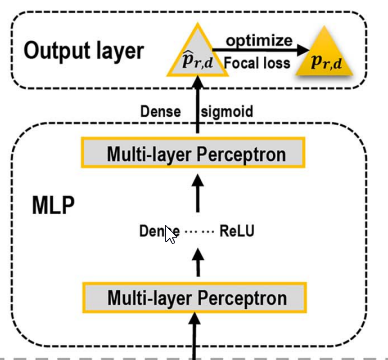 Output layer
p̂r,d
optimize
Focal loss
pr,d
Dense sigmoid
Multi-layer Perceptron
MLP
Dense ⋯⋯ ReLU
Multi-layer Perceptron